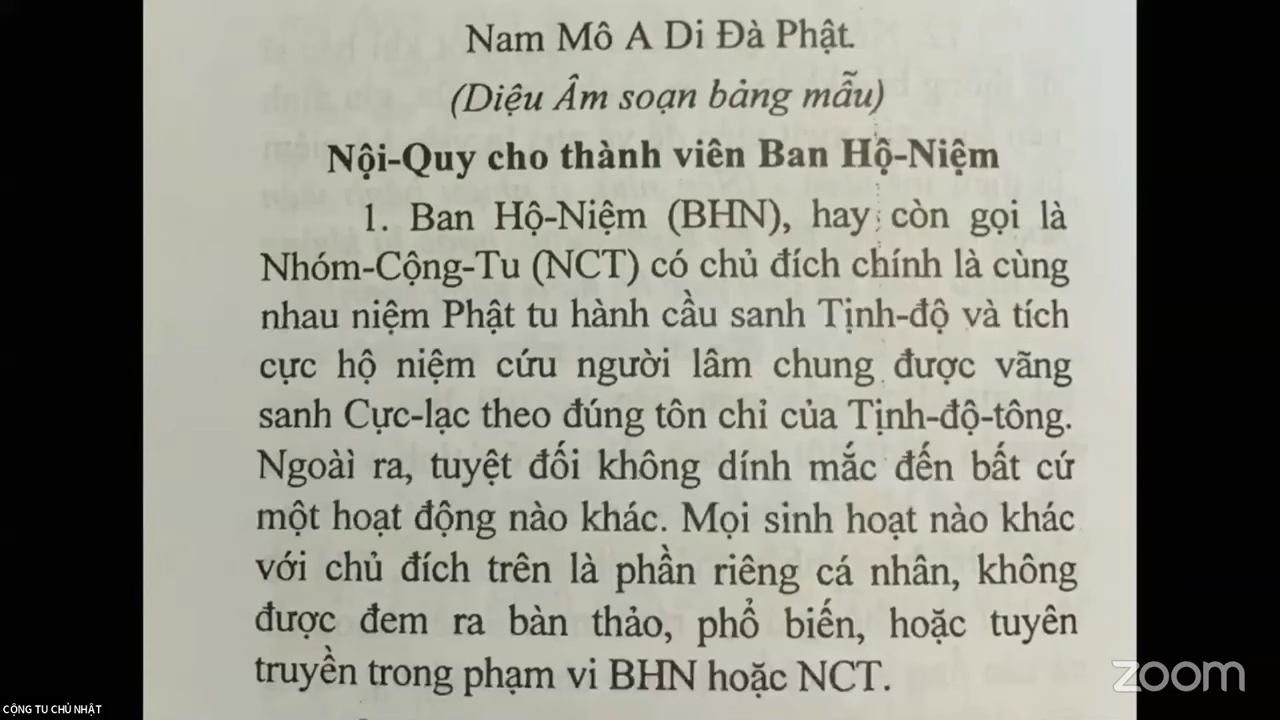 Nam Mô A Di Đà Phật.
(Diệu Âm soạn bảng mẫu)
Nội-Quy cho thành viên Ban Hộ-Niệm
1. Ban Hộ-Niệm (BHN), hay còn gọi là
Nhóm-Cộng-Tu (NCT) có chủ đích chính là cùng
nhau niệm Phật tu hành cầu sanh Tịnh-độ và tích
cực hộ niệm cứu người lâm chung được vãng
sanh Cực-lạc theo đúng tôn chỉ của Tịnh-độ-tông.
Ngoài ra, tuyệt đối không dính mắc đến bất cứ
một hoạt động nào khác. Mọi sinh hoạt nào khác
với chủ đích trên là phần riêng cá nhân, không
được đem ra bàn thảo, phổ biến, hoặc tuyên
truyền trong phạm vi BHN hoặc NCT.
zoom
CỘNG TU CHỦ NHẬT